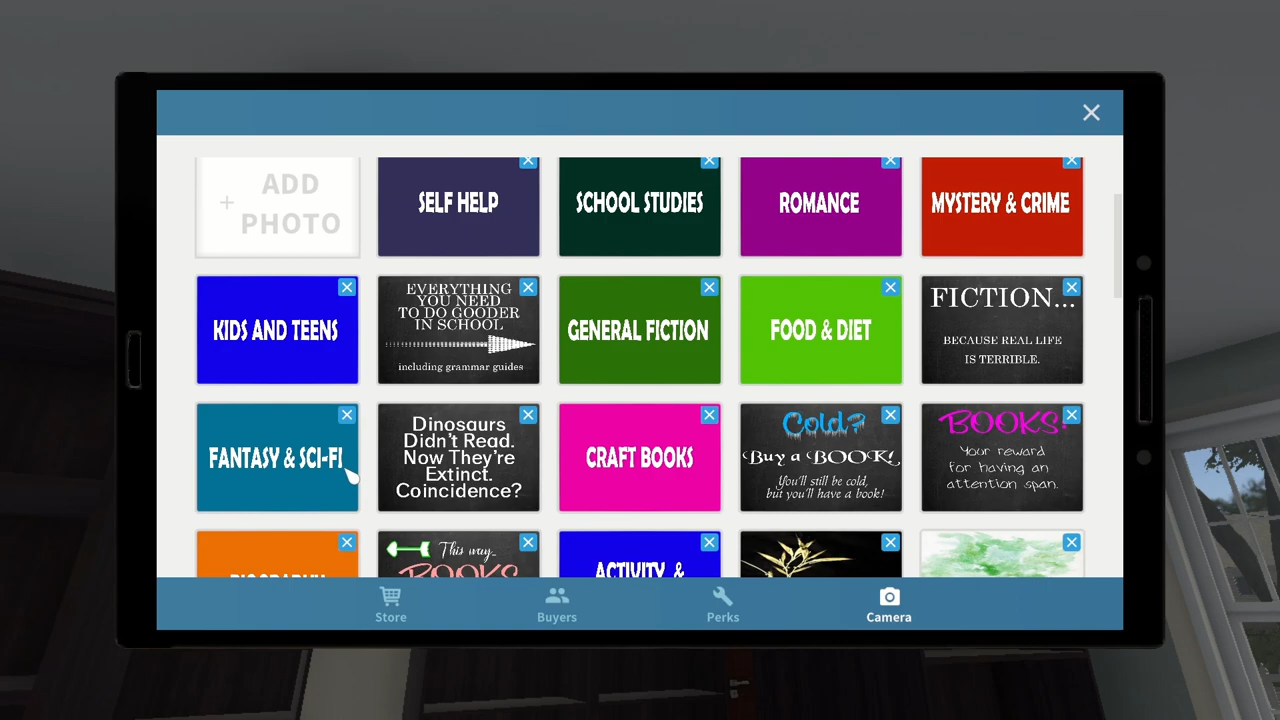 + ADD
PHOTO
SELF HELP
SCHOOL STUDIES
ROMANCE
MYSTERY & CRIME
KIDS AND TEENS
EVERYTHING
YOU NEED
TO DO GOODER
IN SCHOOL
including grammar guides
GENERAL FICTION
FOOD & DIET
FICTION...
BECAUSE REAL LIFE
IS TERRIBLE.
FANTASY & SCI-FI
Dinosaurs
Didn't Read.
Now They're
Extinct.
Coincidence?
CRAFT BOOKS
Cold?
Buy a BOOK!
You'll still be cold,
but you'll have a book!
BOOKS!
Your reward
for having an
attention span.
BIOGRAPHY
This way...
BOOKS
ACTIVITY &
Store
Buyers
Perks
Camera